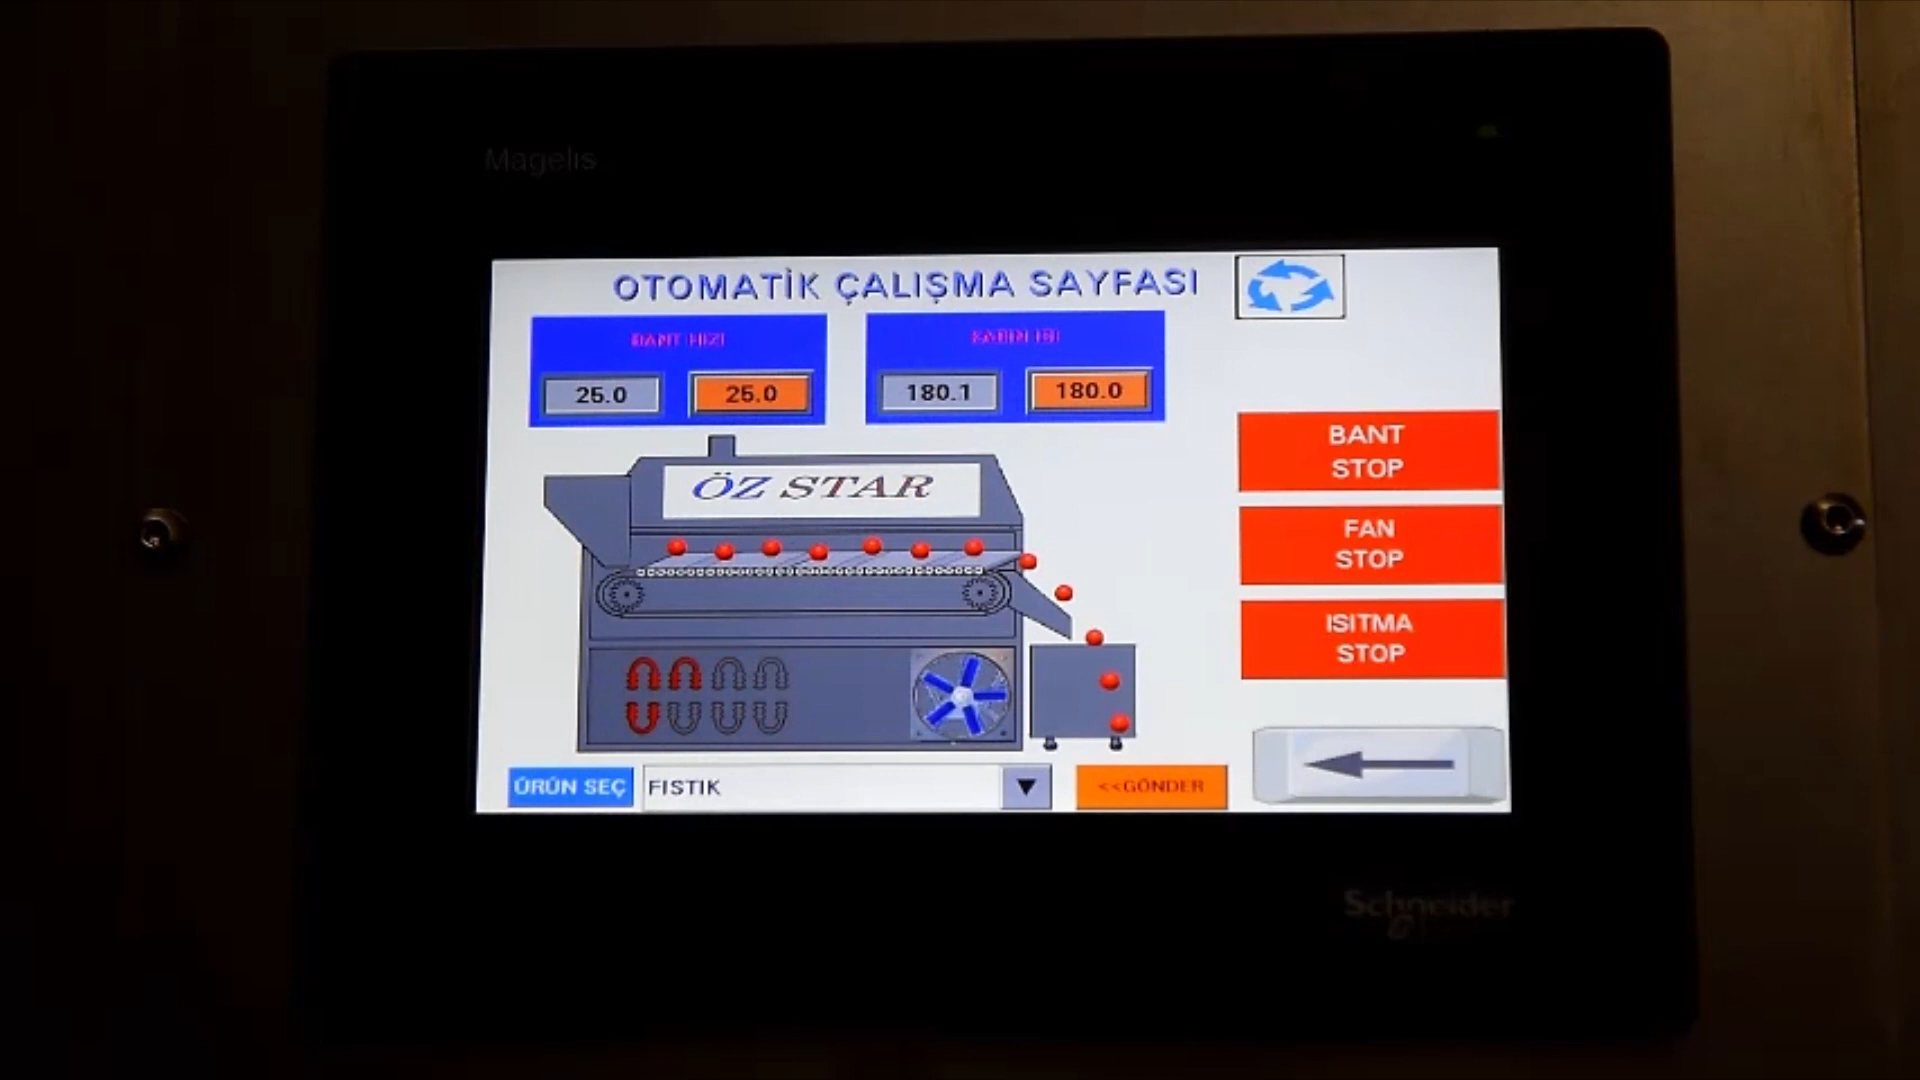 Magelis
OTOMATİK ÇALIŞMA SAYFASI
BANT HIZI
KABIN ISI
25.0
25.0
180.1
180.0
ÖZ STAR
BANT
STOP
FAN
STOP
ISITMA
STOP
ÜRÜN SEÇ
FISTIK
<<GÖNDER
Schneider